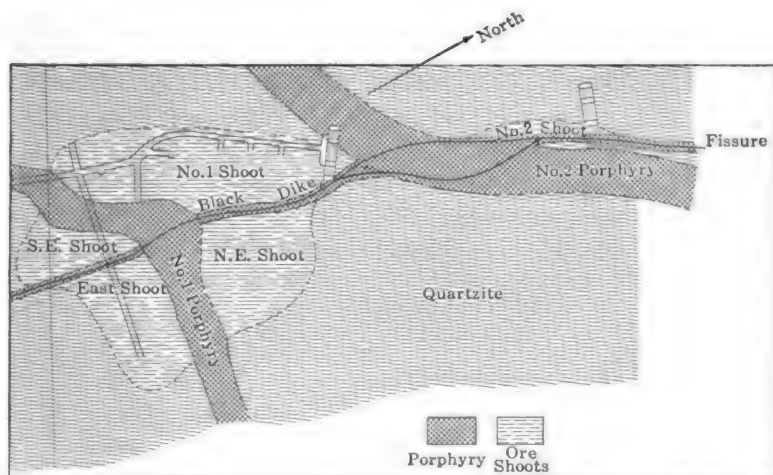 North
No.2 Shoot
Fissure
No.1 Shoot
No.2 Porphyry
Black Dike
S.E. Shoot
N.E. Shoot
East Shoot
No.1 Porphyry
Quartzite
Porphyry
Ore
Shoots